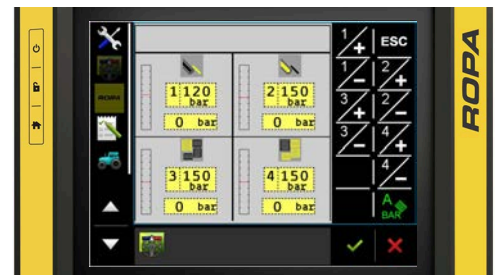 1/+ ESC
1/- 2/+
3/+ 2/-
3/- 4/+
4/-
A
BAR
1 120
bar
0 bar
2 150
bar
0 bar
3 150
bar
0 bar
4 150
bar
0 bar
ROPA
ROPA